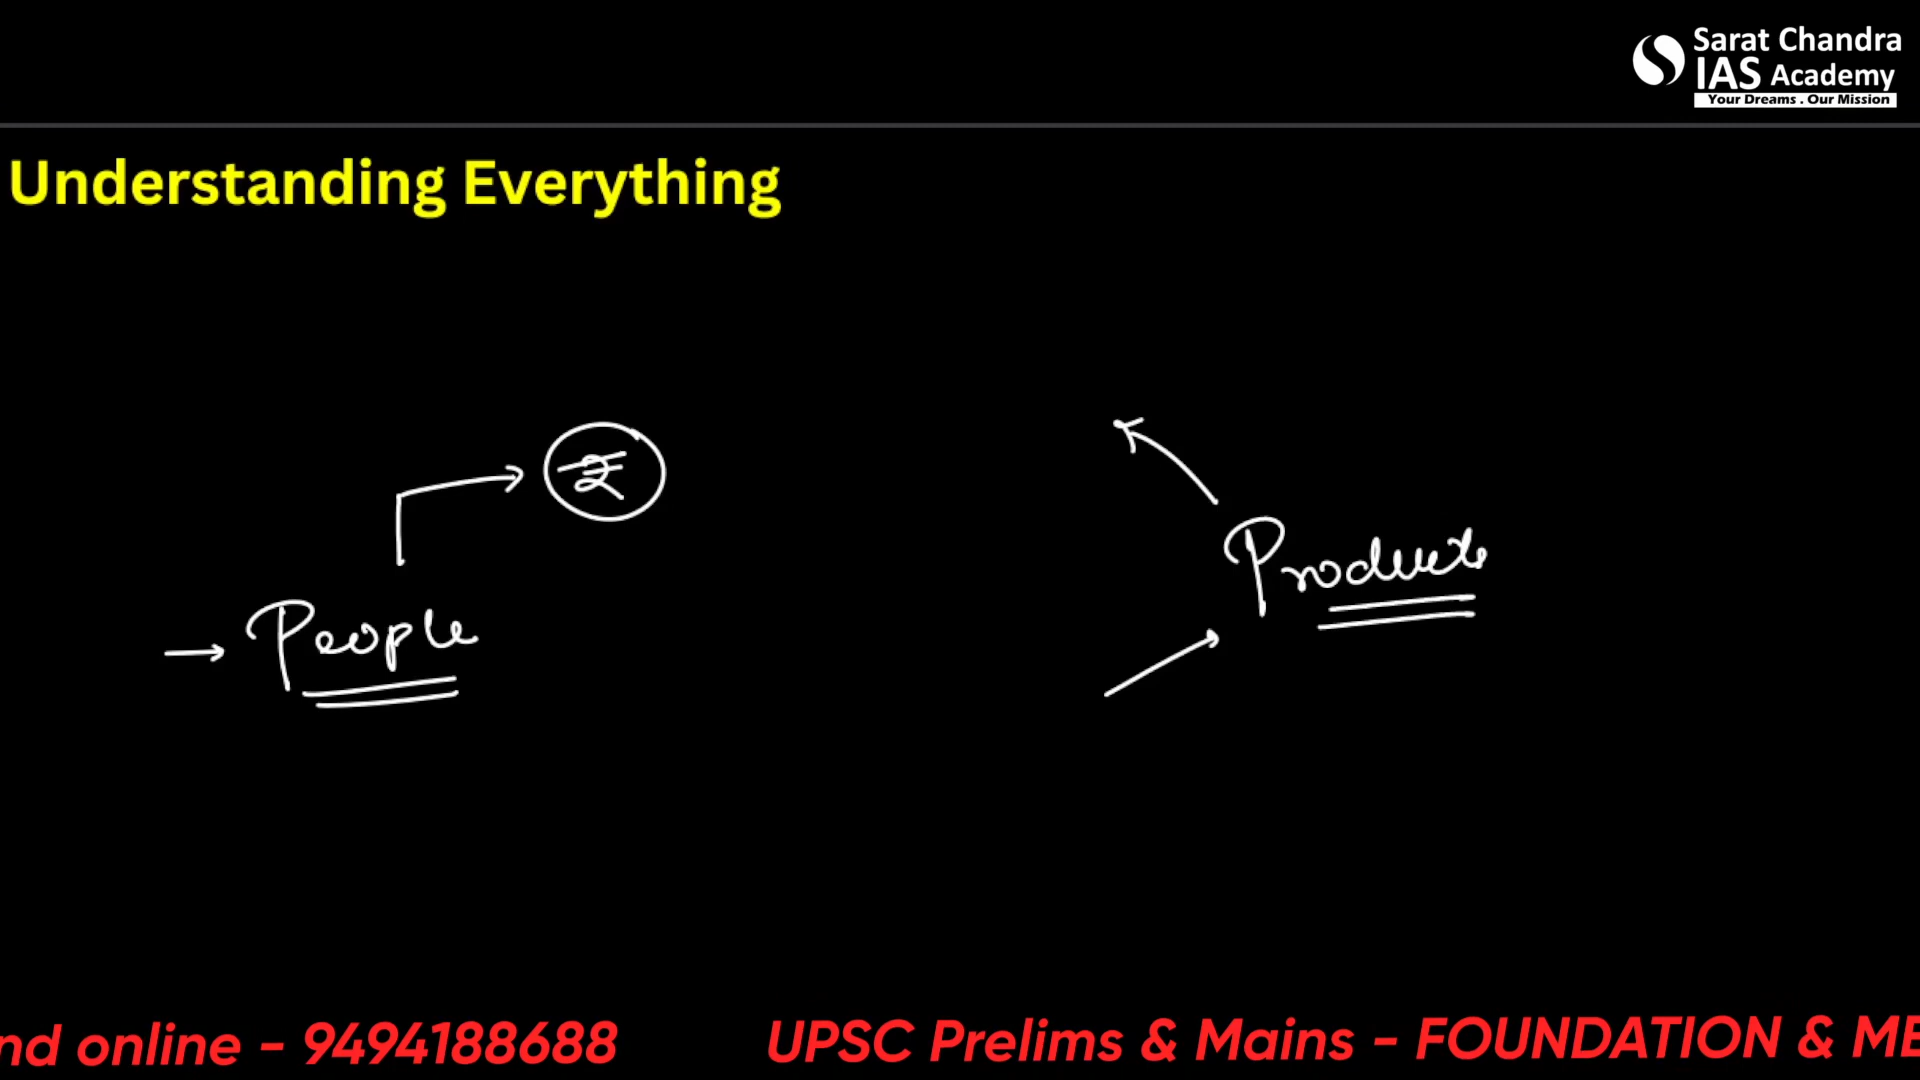 Sarat Chandra
IAS Academy
Your Dreams . Our Mission
Understanding Everything
₹
Products
People
nd online - 9494188688
UPSC Prelims & Mains - FOUNDATION & ME